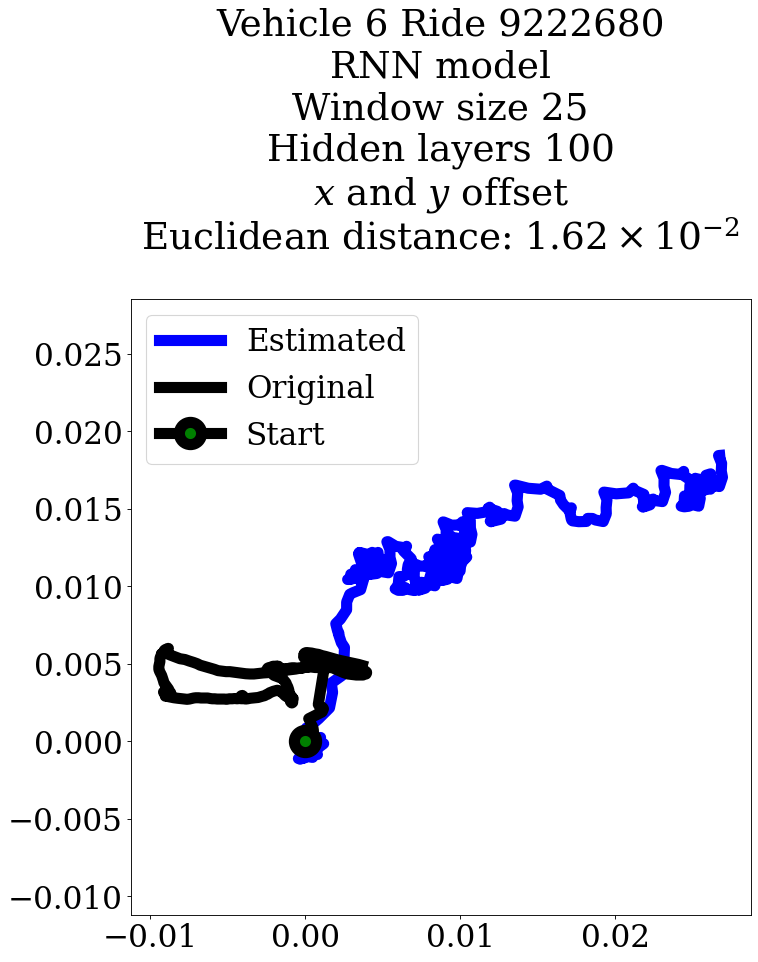 Vehicle 6 Ride 9222680
RNN model
Window size 25
Hidden layers 100
x and y offset
Euclidean distance: 1.62 × 10⁻²
Estimated
Original
Start
0.025
0.020
0.015
0.010
0.005
0.000
−0.005
−0.010
−0.01 0.00 0.01 0.02